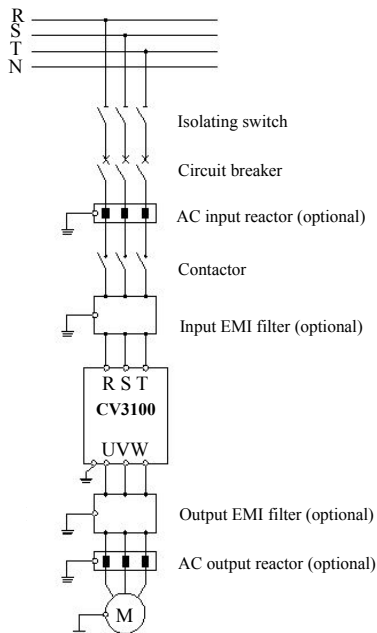 R
S
T
N
Isolating switch
Circuit breaker
AC input reactor (optional)
Contactor
Input EMI filter (optional)
R S T
CV3100
UVW
Output EMI filter (optional)
AC output reactor (optional)
M